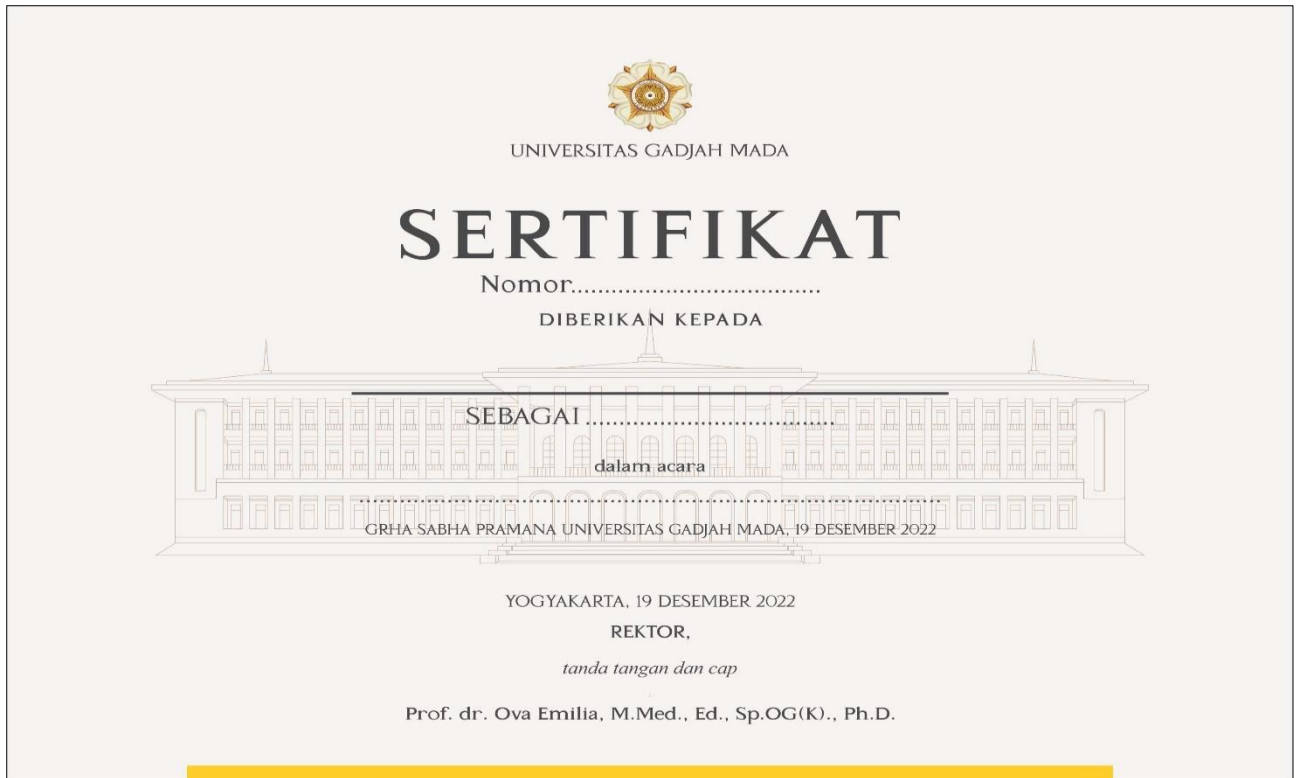 UNIVERSITAS GADJAH MADA
SERTIFIKAT
Nomor.....................................
DIBERIKAN KEPADA
SEBAGAI .....................................
dalam acara
......................................................................................
GRHA SABHA PRAMANA UNIVERSITAS GADJAH MADA, 19 DESEMBER 2022
YOGYAKARTA, 19 DESEMBER 2022
REKTOR,
tanda tangan dan cap
Prof. dr. Ova Emilia, M.Med., Ed., Sp.OG(K)., Ph.D.